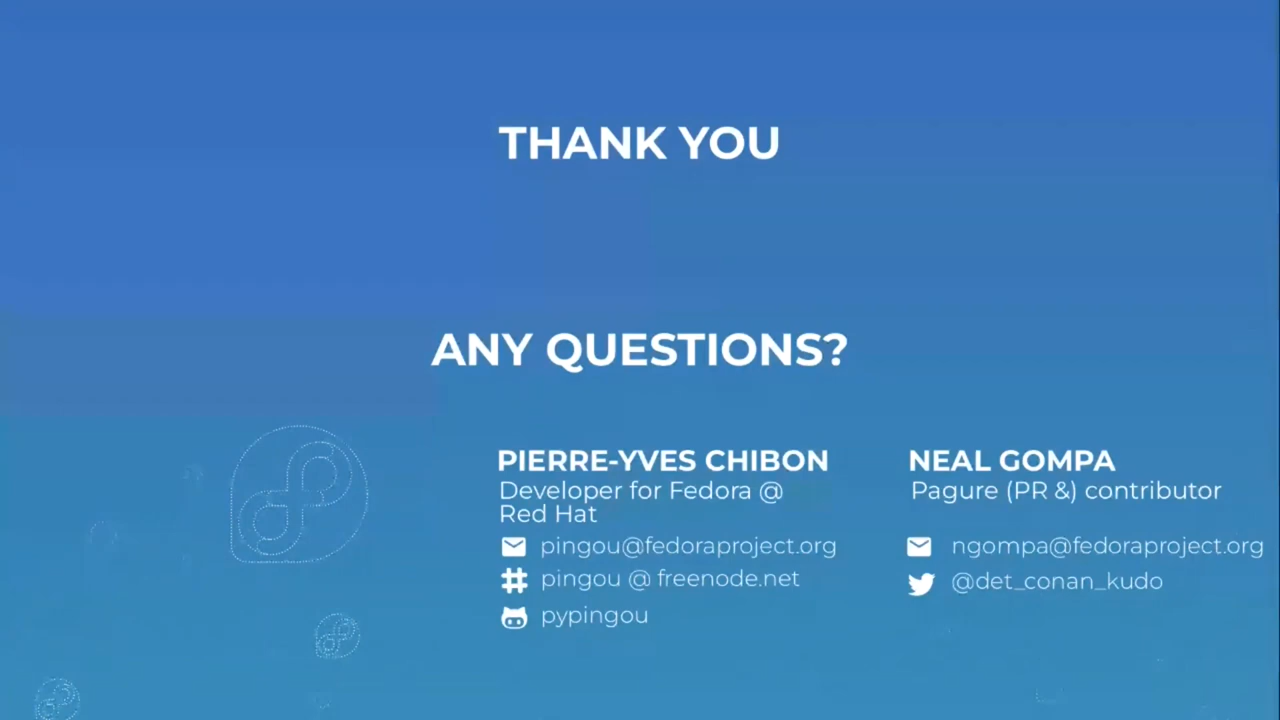 THANK YOU
ANY QUESTIONS?
PIERRE-YVES CHIBON
Developer for Fedora @
Red Hat
pingou@fedoraproject.org
pingou @ freenode.net
pypingou
NEAL GOMPA
Pagure (PR &) contributor
ngompa@fedoraproject.org
@det_conan_kudo